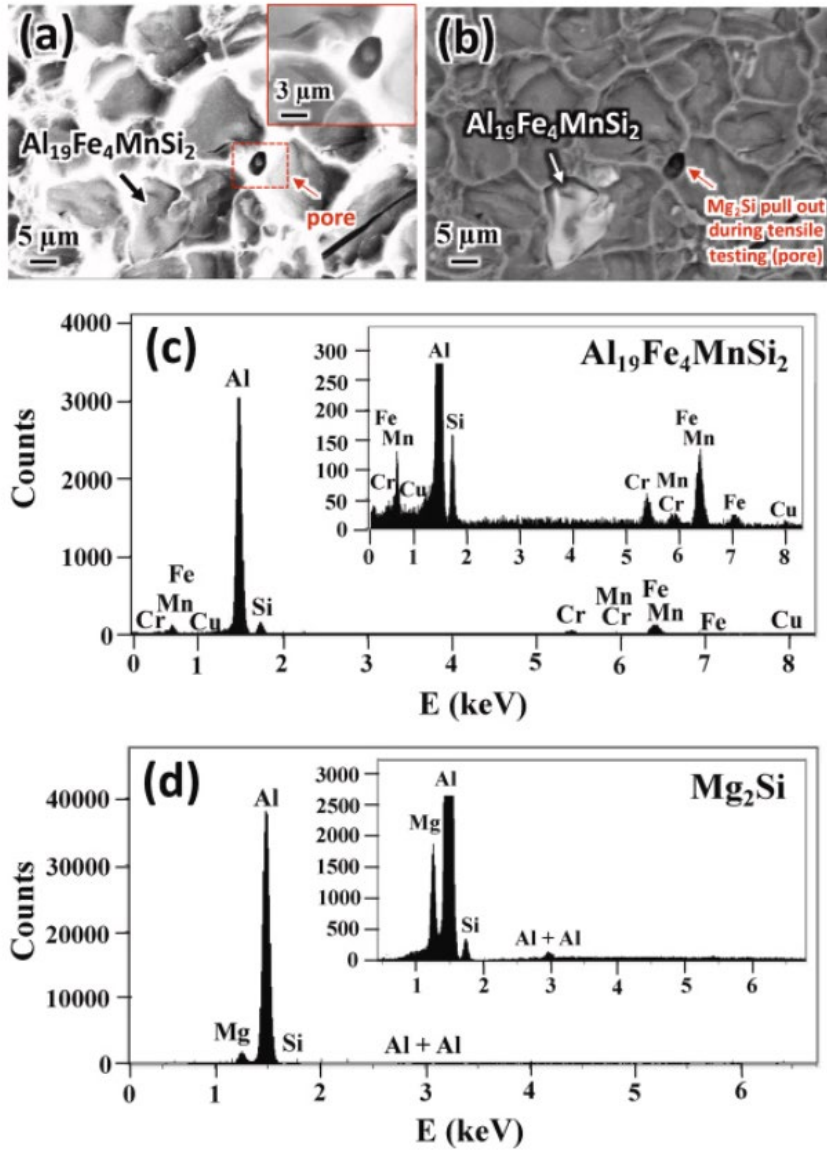 (a)
3 µm
Al₁₉Fe₄MnSi₂
pore
5 µm
(b)
Al₁₉Fe₄MnSi₂
Mg₂Si pull out
during tensile
testing (pore)
5 µm
(c)
Al₁₉Fe₄MnSi₂
Counts
4000
3000
2000
1000
0
Al
Fe
Mn
Cr
Cu
Si
Cr
Mn
Cr
Fe
Mn
Fe
Cu
0 1 2 3 4 5 6 7 8
E (keV)
300
250
200
150
100
50
0
Al
Si
Fe
Mn
Cr
Cu
Cr
Mn
Cr
Fe
Mn
Fe
Cu
0 1 2 3 4 5 6 7 8
(d)
Mg₂Si
Counts
40000
30000
20000
10000
0
Al
Mg
Si
Al + Al
0 1 2 3 4 5 6
E (keV)
3000
2500
2000
1500
1000
500
0
Al
Mg
Si
Al + Al
1 2 3 4 5 6